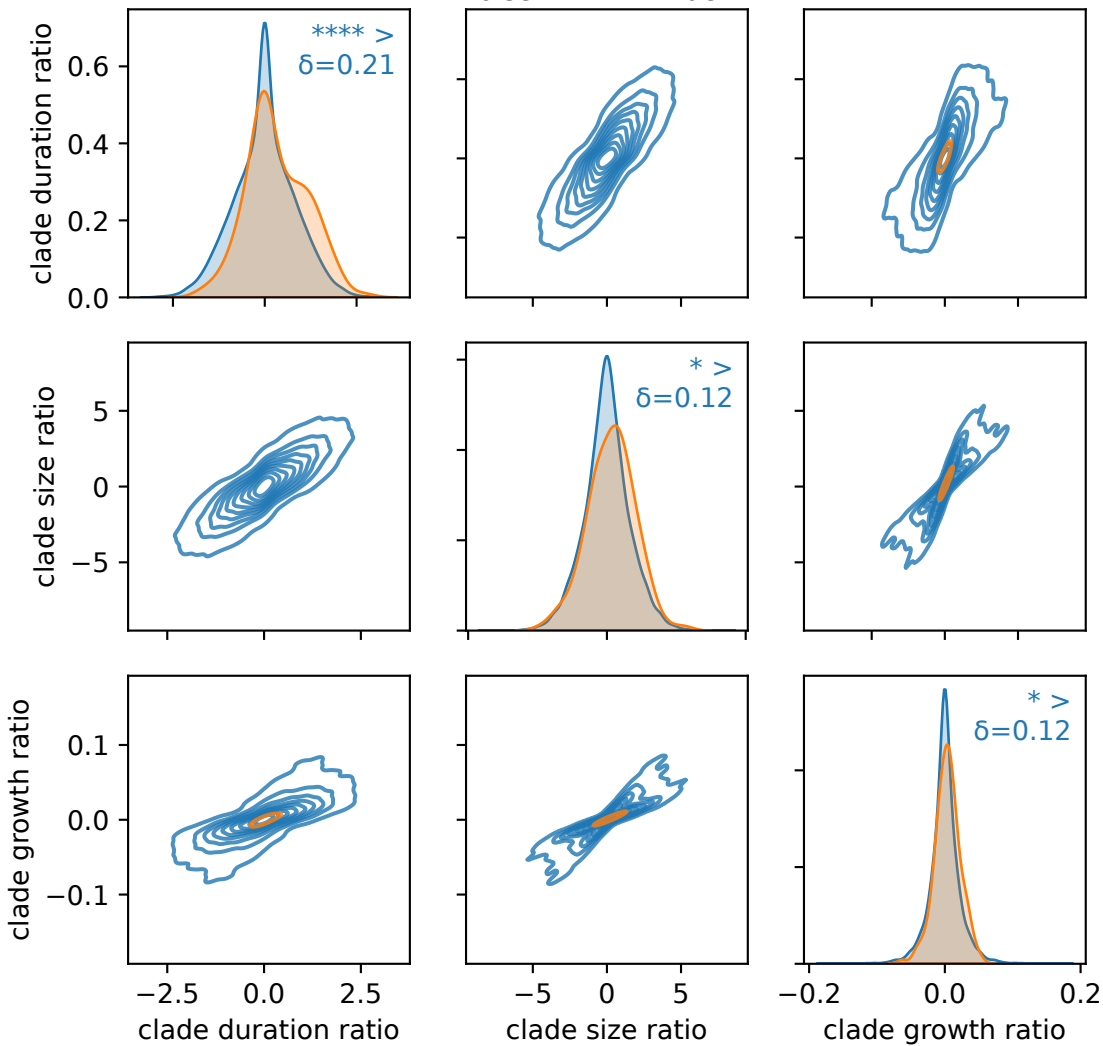 clade duration ratio
0.6
0.4
0.2
0.0
**** >
δ=0.21
clade size ratio
5
0
−5
* >
δ=0.12
clade growth ratio
0.1
0.0
−0.1
* >
δ=0.12
−2.5 0.0 2.5
−5 0 5
−0.2 0.0 0.2
clade duration ratio
clade size ratio
clade growth ratio